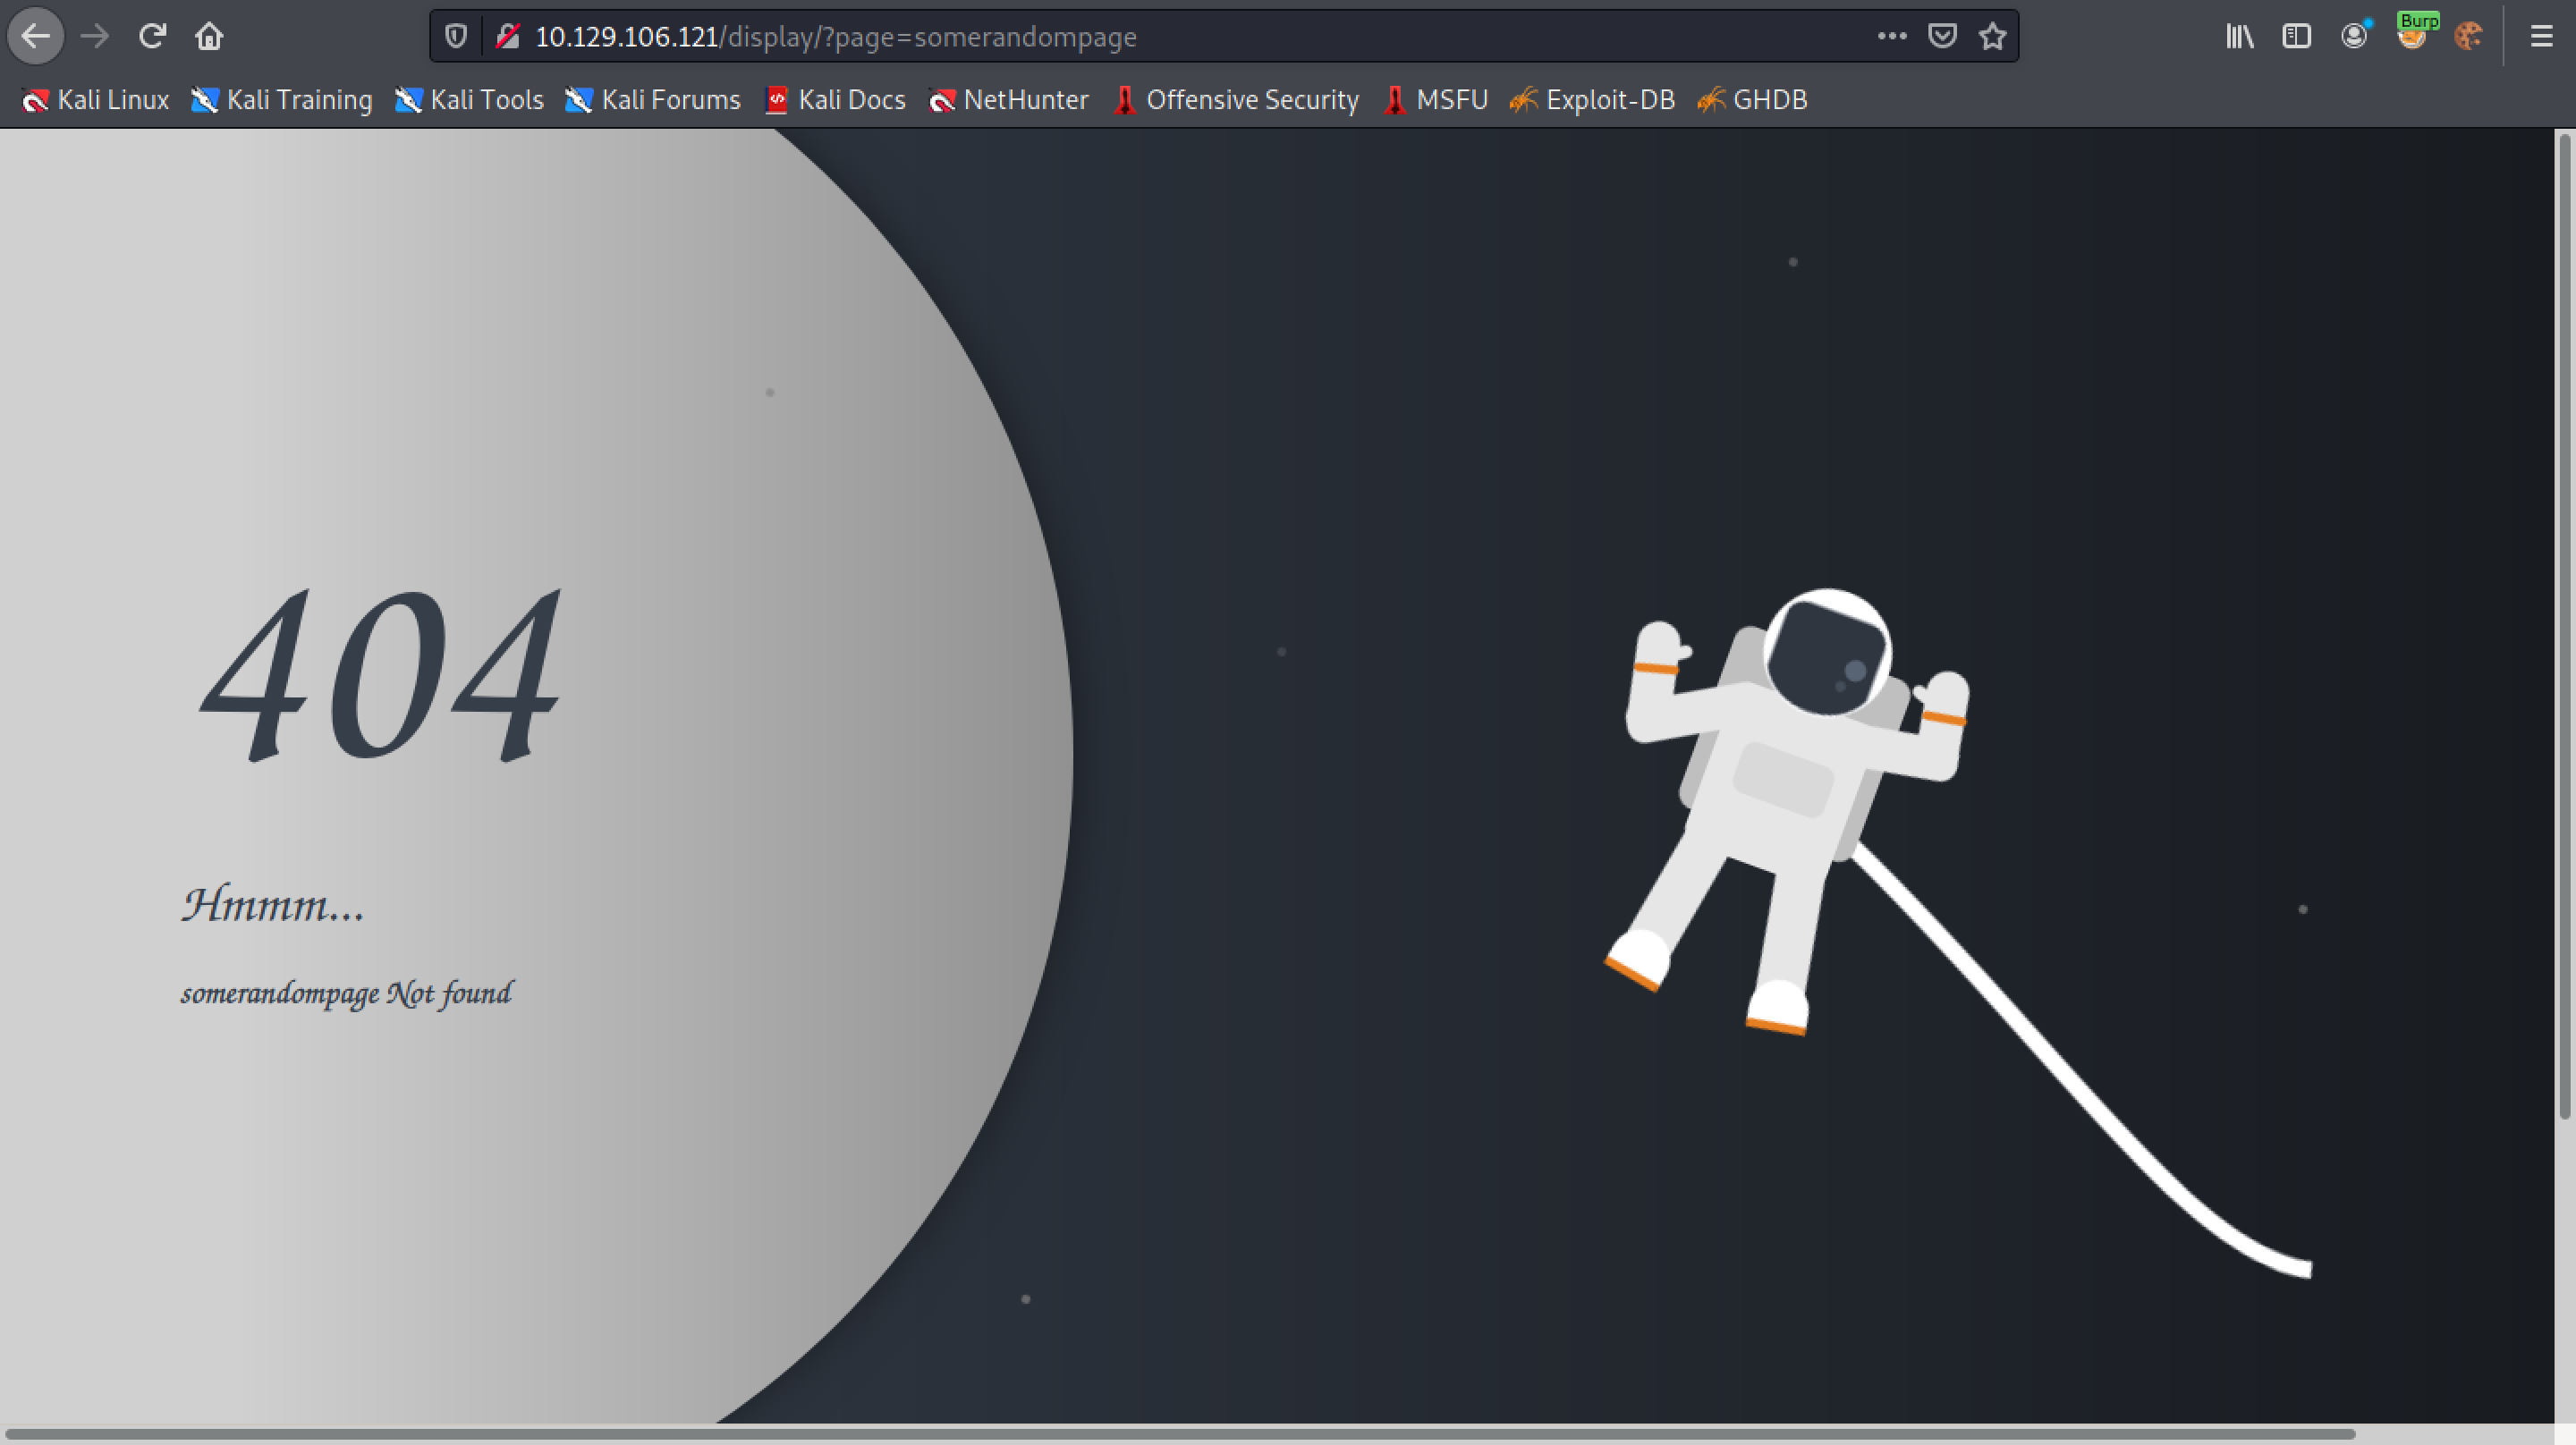 10.129.106.121/display/?page=somerandompage
Burp
Kali Linux Kali Training Kali Tools Kali Forums Kali Docs NetHunter Offensive Security MSFU Exploit-DB GHDB
404
Hmmm...
somerandompage Not found